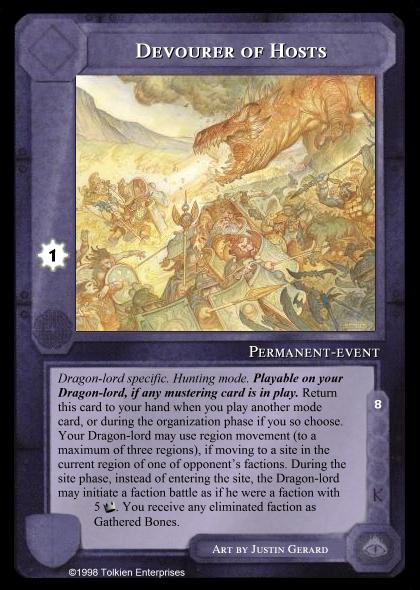 DEVOURER OF HOSTS
1
PERMANENT-EVENT
Dragon-lord specific. Hunting mode. Playable on your
Dragon-lord, if any mustering card is in play. Return
this card to your hand when you play another mode
card, or during the organization phase if you so choose.
Your Dragon-lord may use region movement (to a
maximum of three regions), if moving to a site in the
current region of one of opponent's factions. During the
site phase, instead of entering the site, the Dragon-lord
may initiate a faction battle as if he were a faction with
5 . You receive any eliminated faction as
Gathered Bones.
8
K
ART BY JUSTIN GERARD
©1998 Tolkien Enterprises